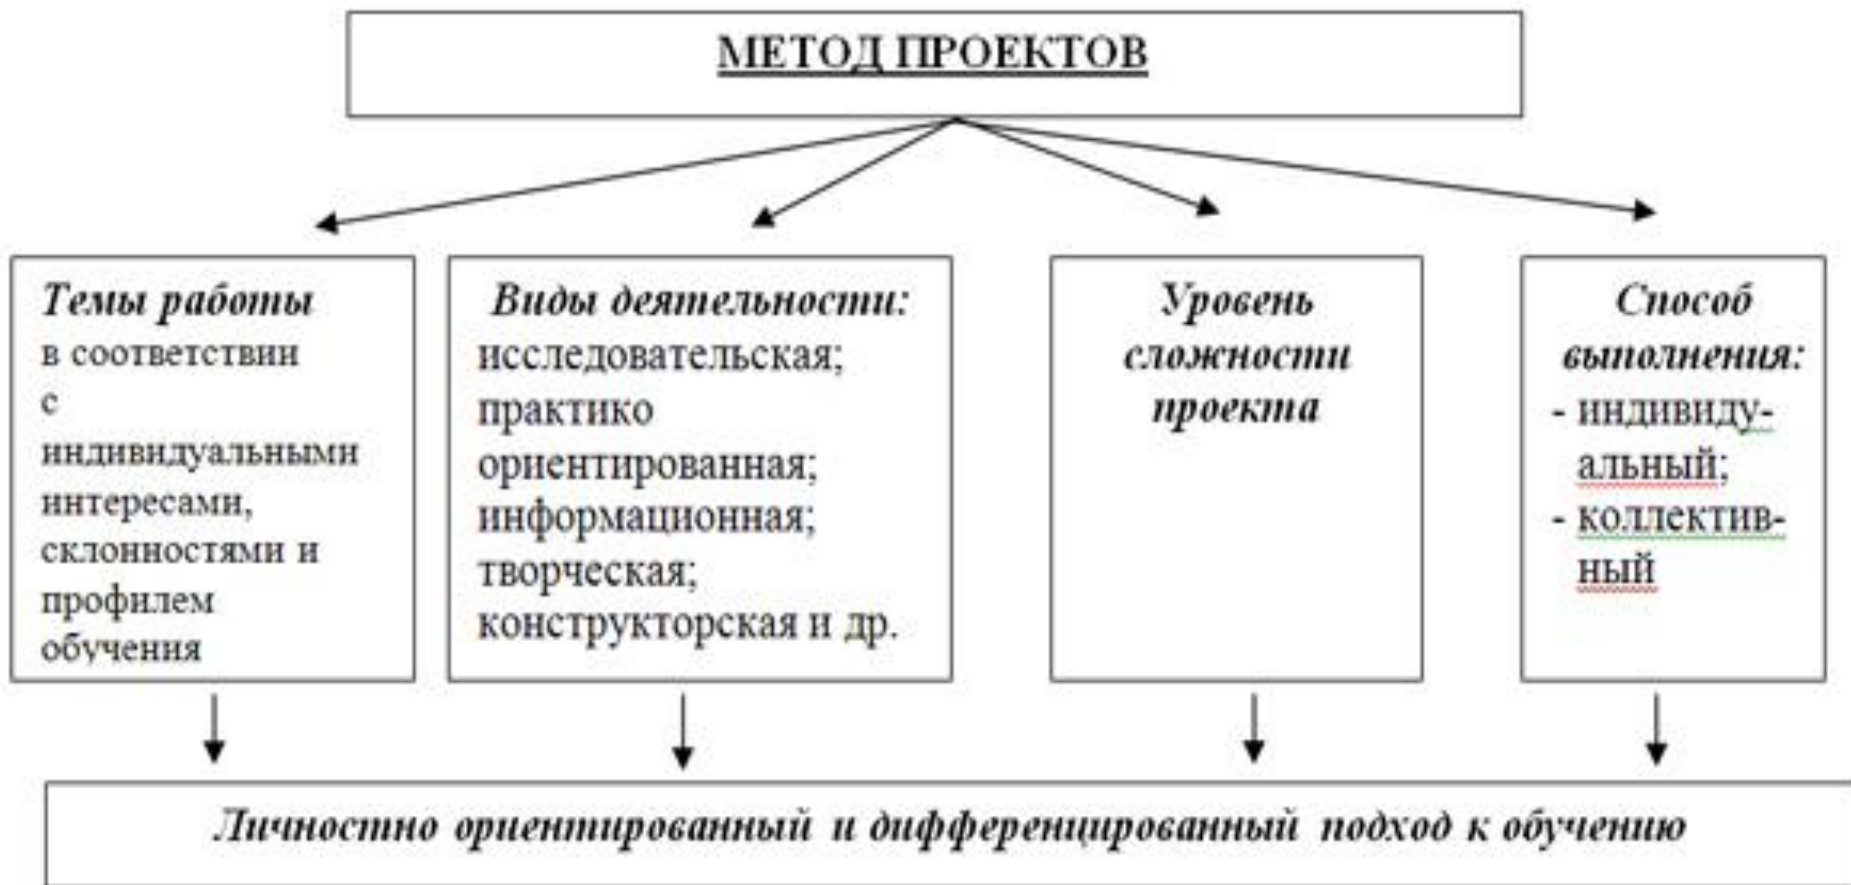 МЕТОД ПРОЕКТОВ
Темы работы
в соответствии
с
индивидуальными
интересами,
склонностями и
профилем
обучения
Виды деятельности:
исследовательская;
практико
ориентированная;
информационная;
творческая;
конструкторская и др.
Уровень
сложности
проекта
Способ
выполнения:
- индивиду-
альный;
- коллектив-
ный
Личностно ориентированный и дифференцированный подход к обучению